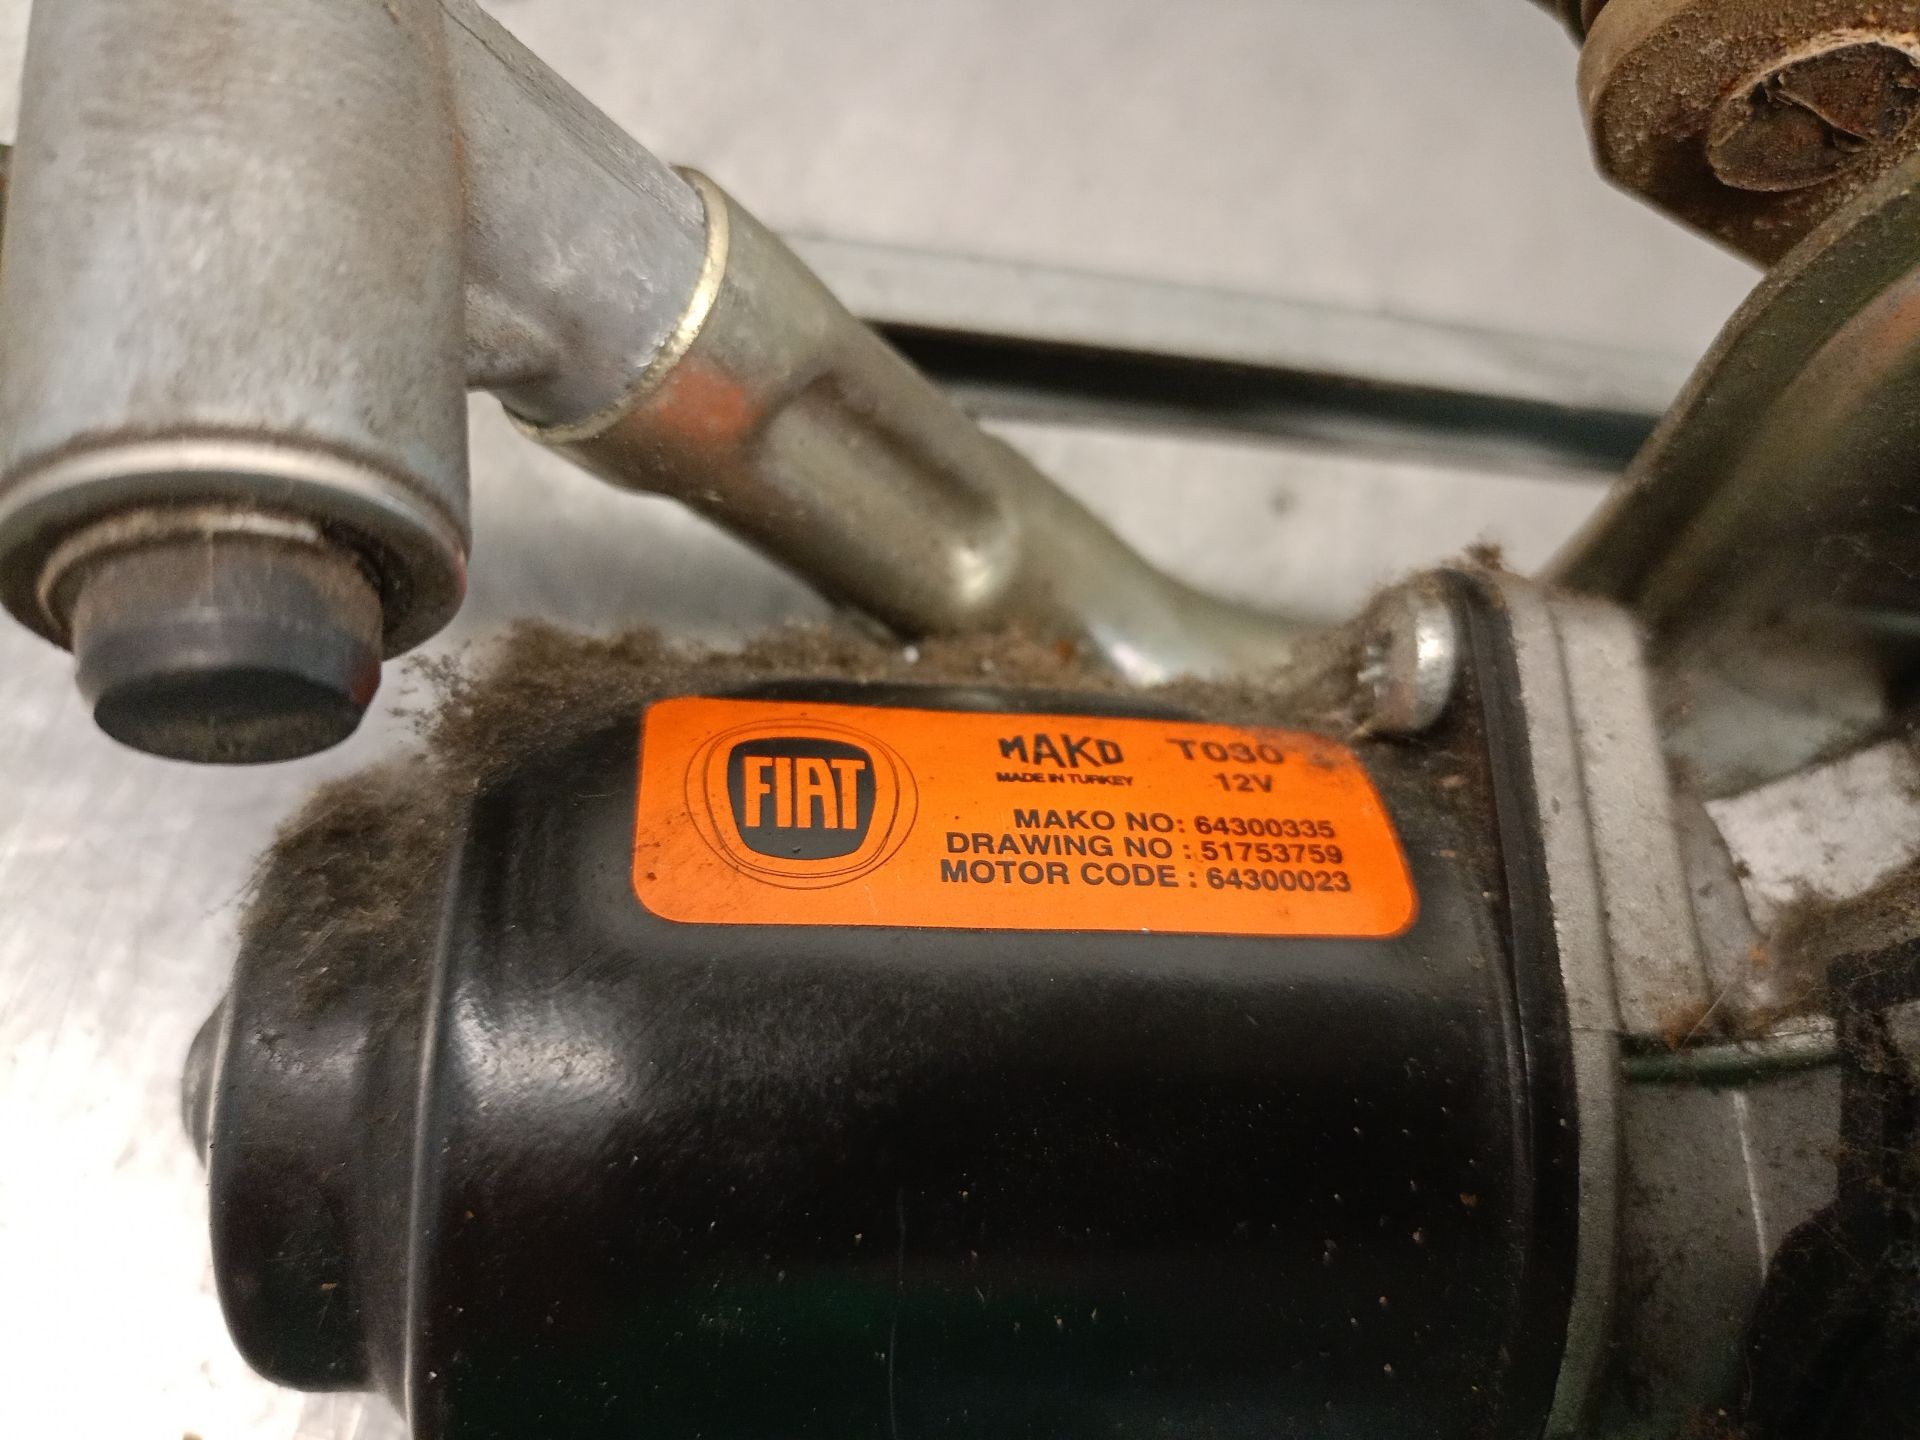 FIAT
MAKO T030
MADE IN TURKEY 12V
MAKO NO: 64300335
DRAWING NO : 51753759
MOTOR CODE : 64300023